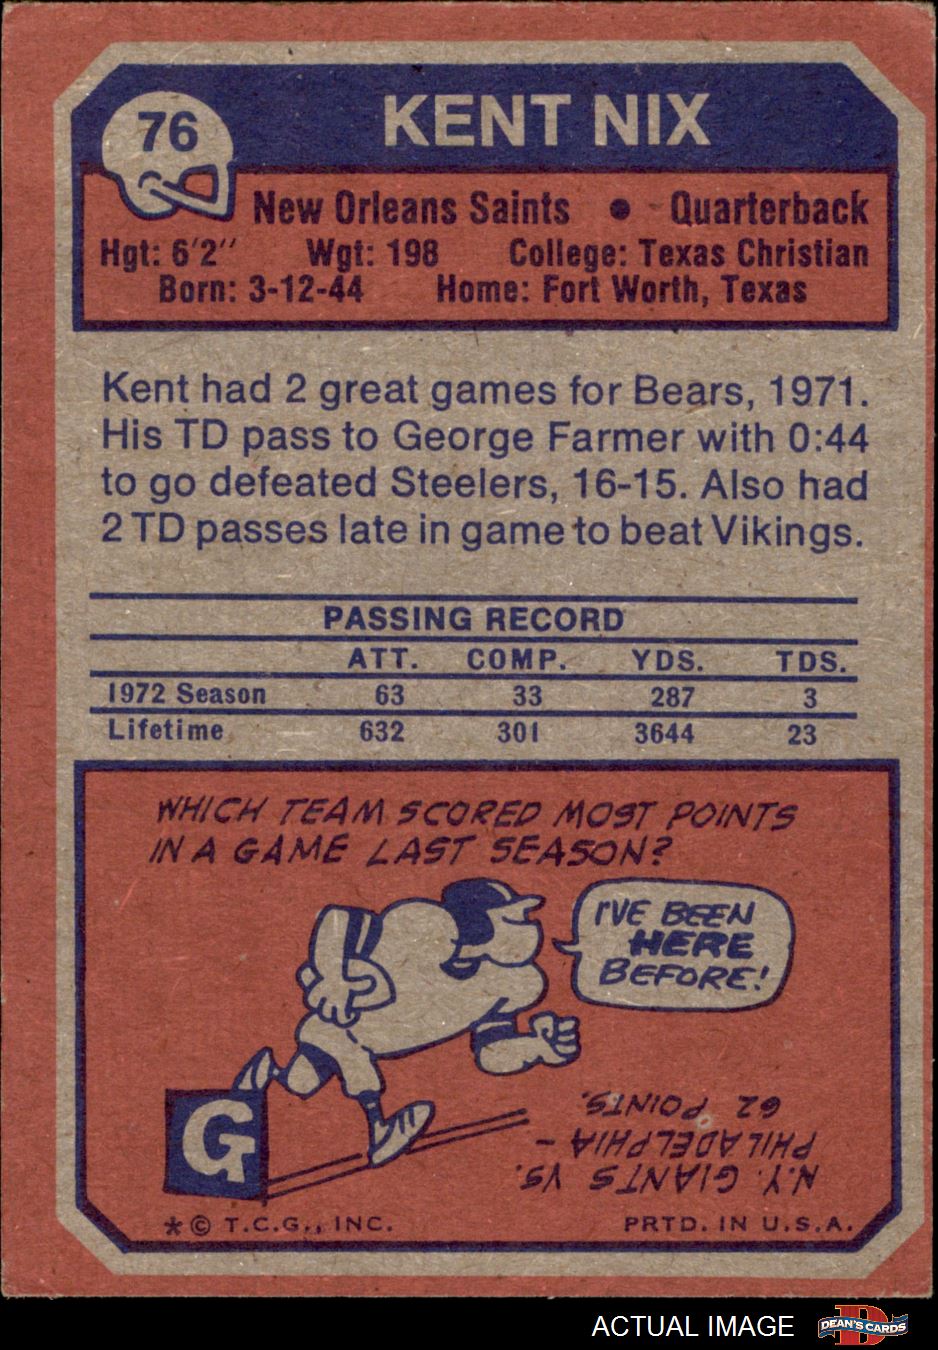 76
KENT NIX
New Orleans Saints • Quarterback
Hgt: 6'2" Wgt: 198 College: Texas Christian
Born: 3-12-44 Home: Fort Worth, Texas
Kent had 2 great games for Bears, 1971.
His TD pass to George Farmer with 0:44
to go defeated Steelers, 16-15. Also had
2 TD passes late in game to beat Vikings.
PASSING RECORD
ATT. COMP. YDS. TDS.
1972 Season 63 33 287 3
Lifetime 632 301 3644 23
WHICH TEAM SCORED MOST POINTS
IN A GAME LAST SEASON?
I'VE BEEN
HERE
BEFORE!
G
N.Y. GIANTS VS.
PHILADELPHIA –
62 POINTS.
*© T.C.G., INC. PRTD. IN U.S.A.
ACTUAL IMAGE
D
DEAN'S CARDS